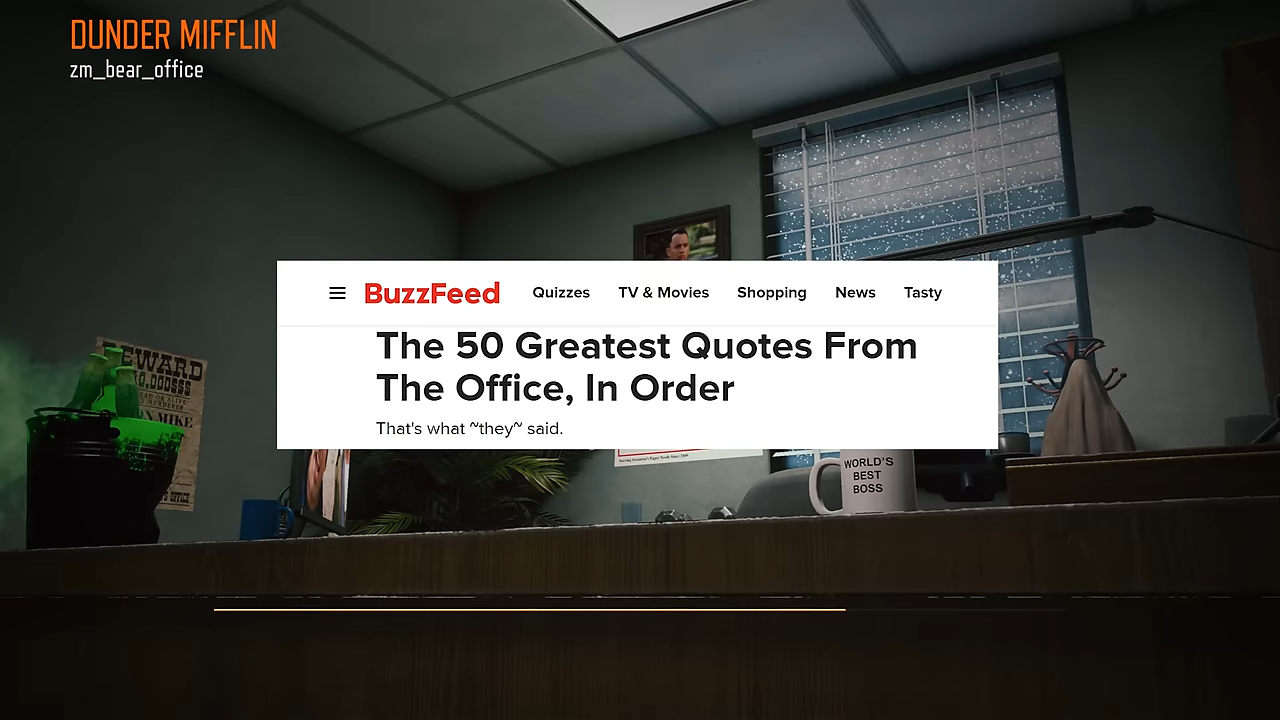 DUNDER MIFFLIN
zm_bear_office
BuzzFeed Quizzes TV & Movies Shopping News Tasty
The 50 Greatest Quotes From
The Office, In Order
That's what ~they~ said.
WORLD'S
BEST
BOSS